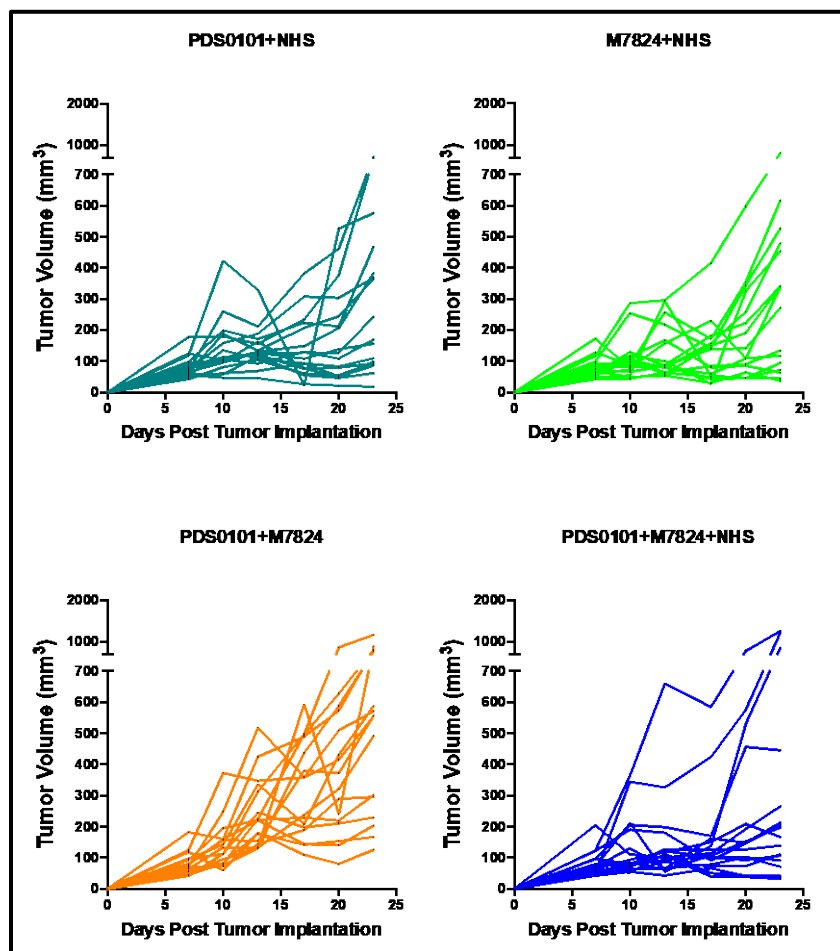 PDS0101+NHS
M7824+NHS
Tumor Volume (mm³)
2000
1000
700
600
500
400
300
200
100
0
0 5 10 15 20 25
Days Post Tumor Implantation
Tumor Volume (mm³)
2000
1000
700
600
500
400
300
200
100
0
0 5 10 15 20 25
Days Post Tumor Implantation
PDS0101+M7824
PDS0101+M7824+NHS
Tumor Volume (mm³)
2000
1000
700
600
500
400
300
200
100
0
0 5 10 15 20 25
Days Post Tumor Implantation
Tumor Volume (mm³)
2000
1000
700
600
500
400
300
200
100
0
0 5 10 15 20 25
Days Post Tumor Implantation